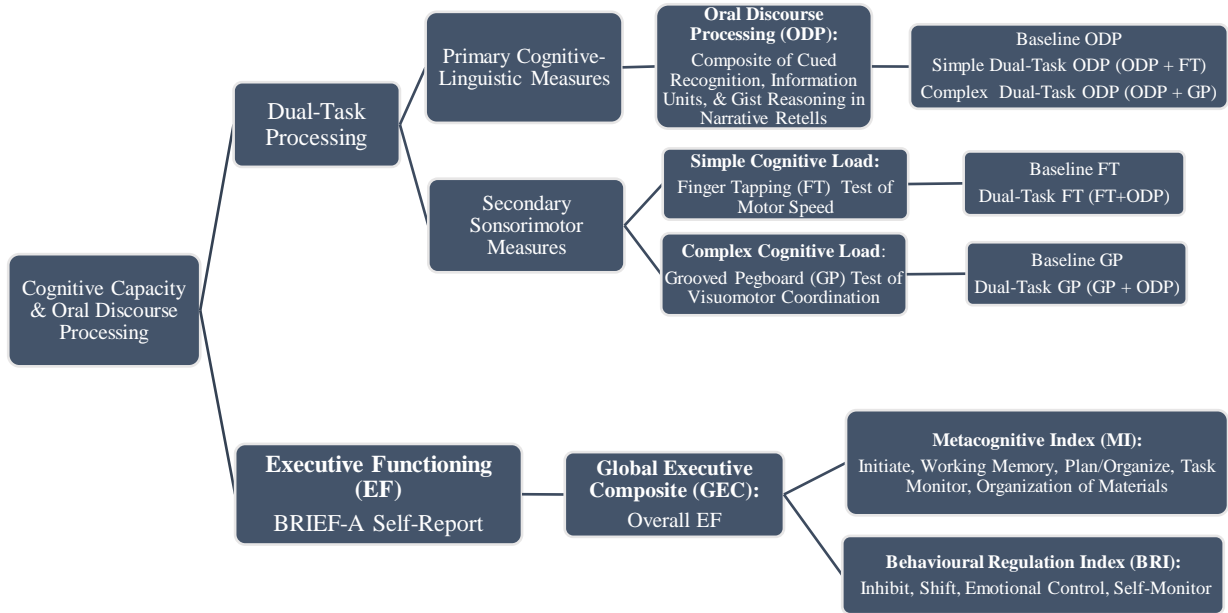 Cognitive Capacity
& Oral Discourse
Processing
Dual-Task
Processing
Primary Cognitive-
Linguistic Measures
Oral Discourse
Processing (ODP):
Composite of Cued
Recognition, Information
Units, & Gist Reasoning in
Narrative Retells
Baseline ODP
Simple Dual-Task ODP (ODP + FT)
Complex Dual-Task ODP (ODP + GP)
Secondary
Sonsorimotor
Measures
Simple Cognitive Load:
Finger Tapping (FT) Test of
Motor Speed
Baseline FT
Dual-Task FT (FT+ODP)
Complex Cognitive Load:
Grooved Pegboard (GP) Test of
Visuomotor Coordination
Baseline GP
Dual-Task GP (GP + ODP)
Executive Functioning
(EF)
BRIEF-A Self-Report
Global Executive
Composite (GEC):
Overall EF
Metacognitive Index (MI):
Initiate, Working Memory, Plan/Organize, Task
Monitor, Organization of Materials
Behavioural Regulation Index (BRI):
Inhibit, Shift, Emotional Control, Self-Monitor